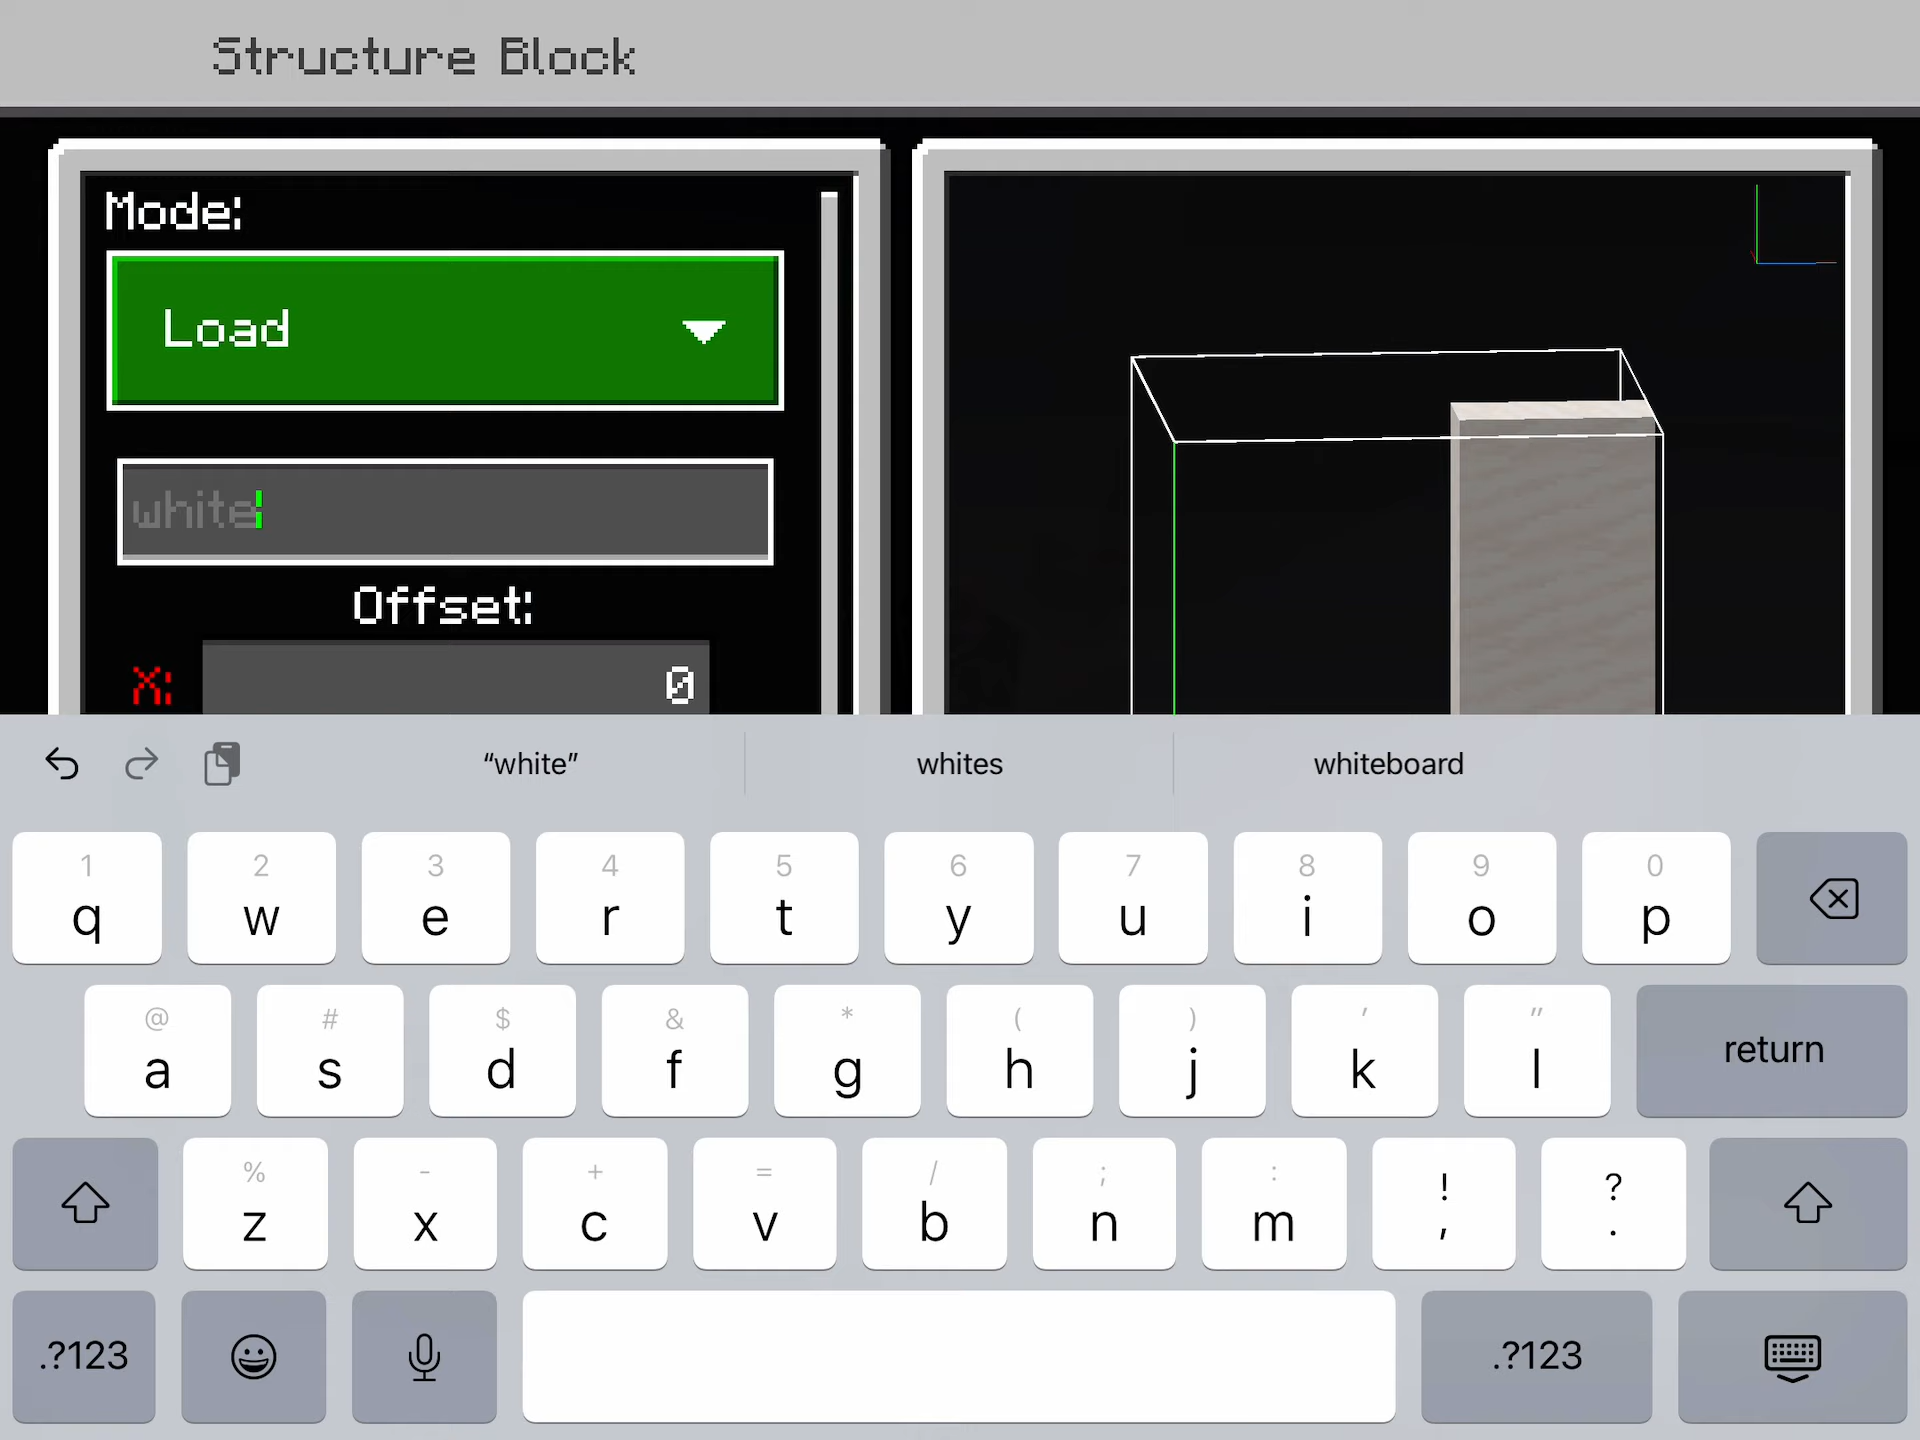 Structure Block
Mode:
Load
white
Offset:
X: 0
“white” whites whiteboard
1 2 3 4 5 6 7 8 9 0
q w e r t y u i o p
@ # $ & * ( ) ' "
a s d f g h j k l return
% - + = / ; : ! ?
z x c v b n m , .
.?123 .?123